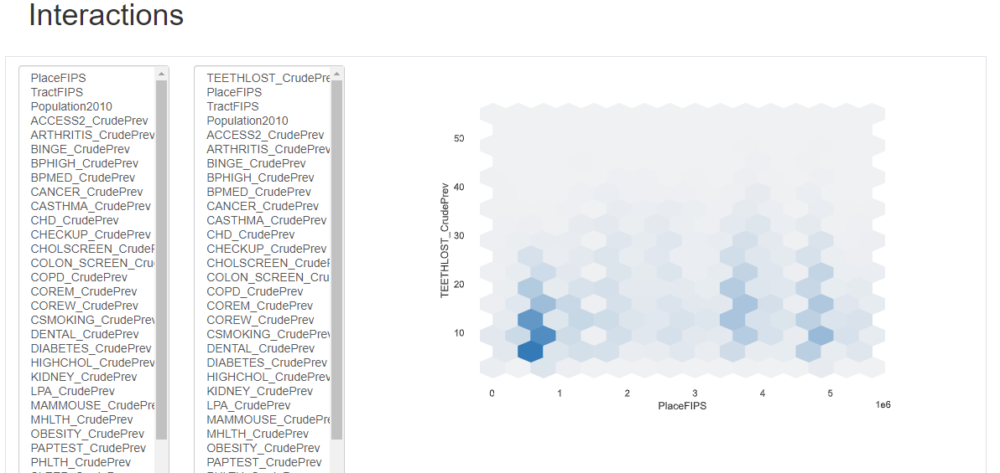 Interactions
PlaceFIPS
TractFIPS
Population2010
ACCESS2_CrudePrev
ARTHRITIS_CrudePrev
BINGE_CrudePrev
BPHIGH_CrudePrev
BPMED_CrudePrev
CANCER_CrudePrev
CASTHMA_CrudePrev
CHD_CrudePrev
CHECKUP_CrudePrev
CHOLSCREEN_CrudeP
COLON_SCREEN_Cru
COPD_CrudePrev
COREM_CrudePrev
COREW_CrudePrev
CSMOKING_CrudePrev
DENTAL_CrudePrev
DIABETES_CrudePrev
HIGHCHOL_CrudePrev
KIDNEY_CrudePrev
LPA_CrudePrev
MAMMOUSE_CrudePre
MHLTH_CrudePrev
OBESITY_CrudePrev
PAPTEST_CrudePrev
PHLTH_CrudePrev
TEETHLOST_CrudePre
PlaceFIPS
TractFIPS
Population2010
ACCESS2_CrudePrev
ARTHRITIS_CrudePrev
BINGE_CrudePrev
BPHIGH_CrudePrev
BPMED_CrudePrev
CANCER_CrudePrev
CASTHMA_CrudePrev
CHD_CrudePrev
CHECKUP_CrudePrev
CHOLSCREEN_CrudeP
COLON_SCREEN_Cru
COPD_CrudePrev
COREM_CrudePrev
COREW_CrudePrev
CSMOKING_CrudePrev
DENTAL_CrudePrev
DIABETES_CrudePrev
HIGHCHOL_CrudePrev
KIDNEY_CrudePrev
LPA_CrudePrev
MAMMOUSE_CrudePre
MHLTH_CrudePrev
OBESITY_CrudePrev
PAPTEST_CrudePrev
TEETHLOST_CrudePrev
50
40
30
20
10
0 1 2 3 4 5
PlaceFIPS
1e6